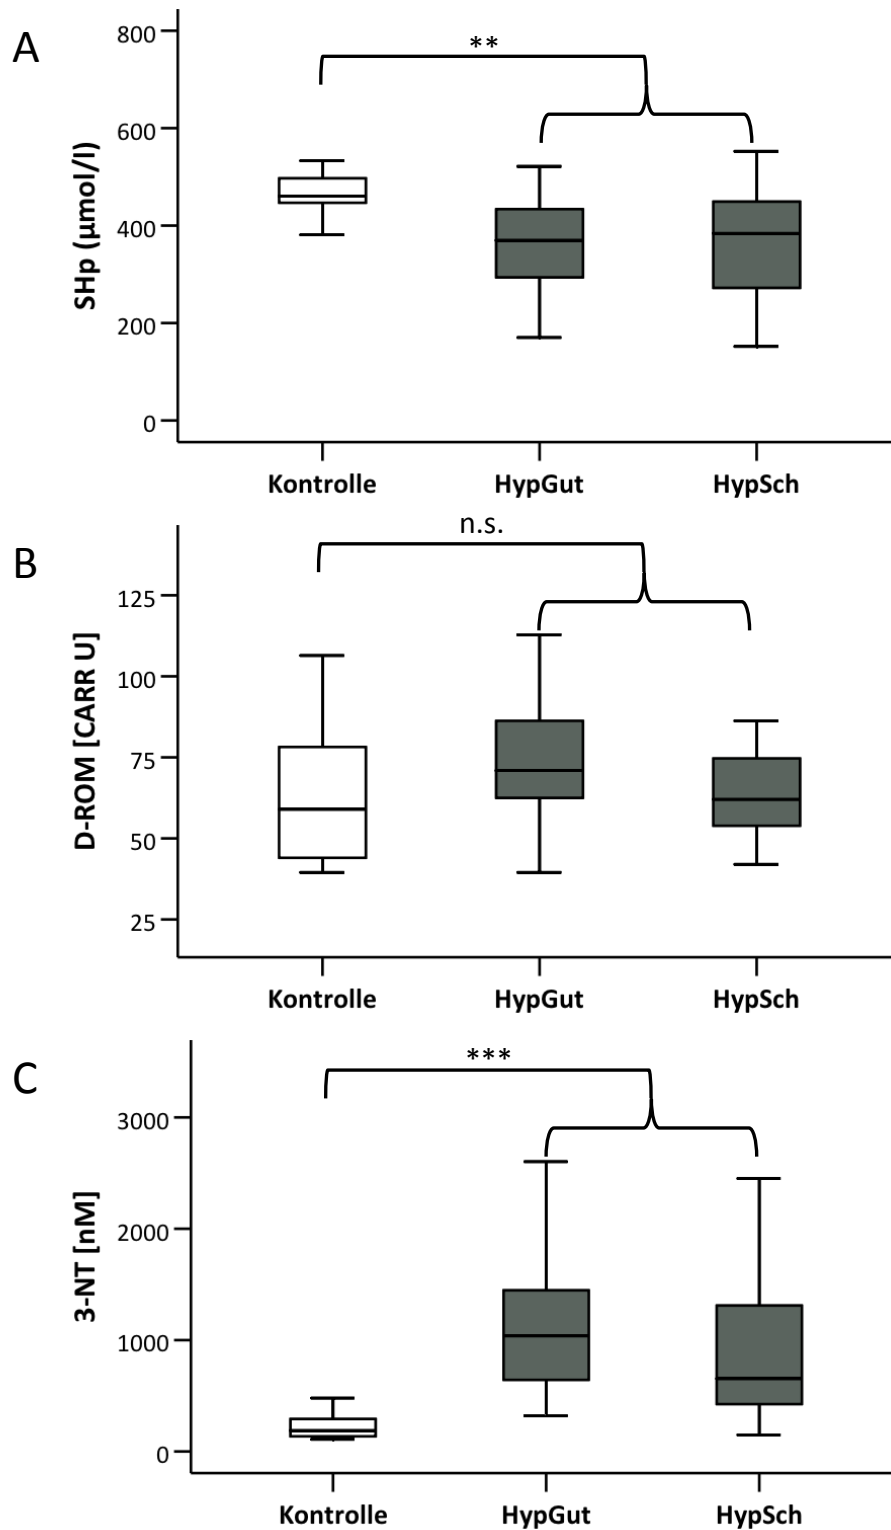 A
**
800
600
400
200
0
SHp (µmol/l)
Kontrolle HypGut HypSch
B
n.s.
125
100
75
50
25
D-ROM [CARR U]
Kontrolle HypGut HypSch
C
***
3000
2000
1000
0
3-NT [nM]
Kontrolle HypGut HypSch